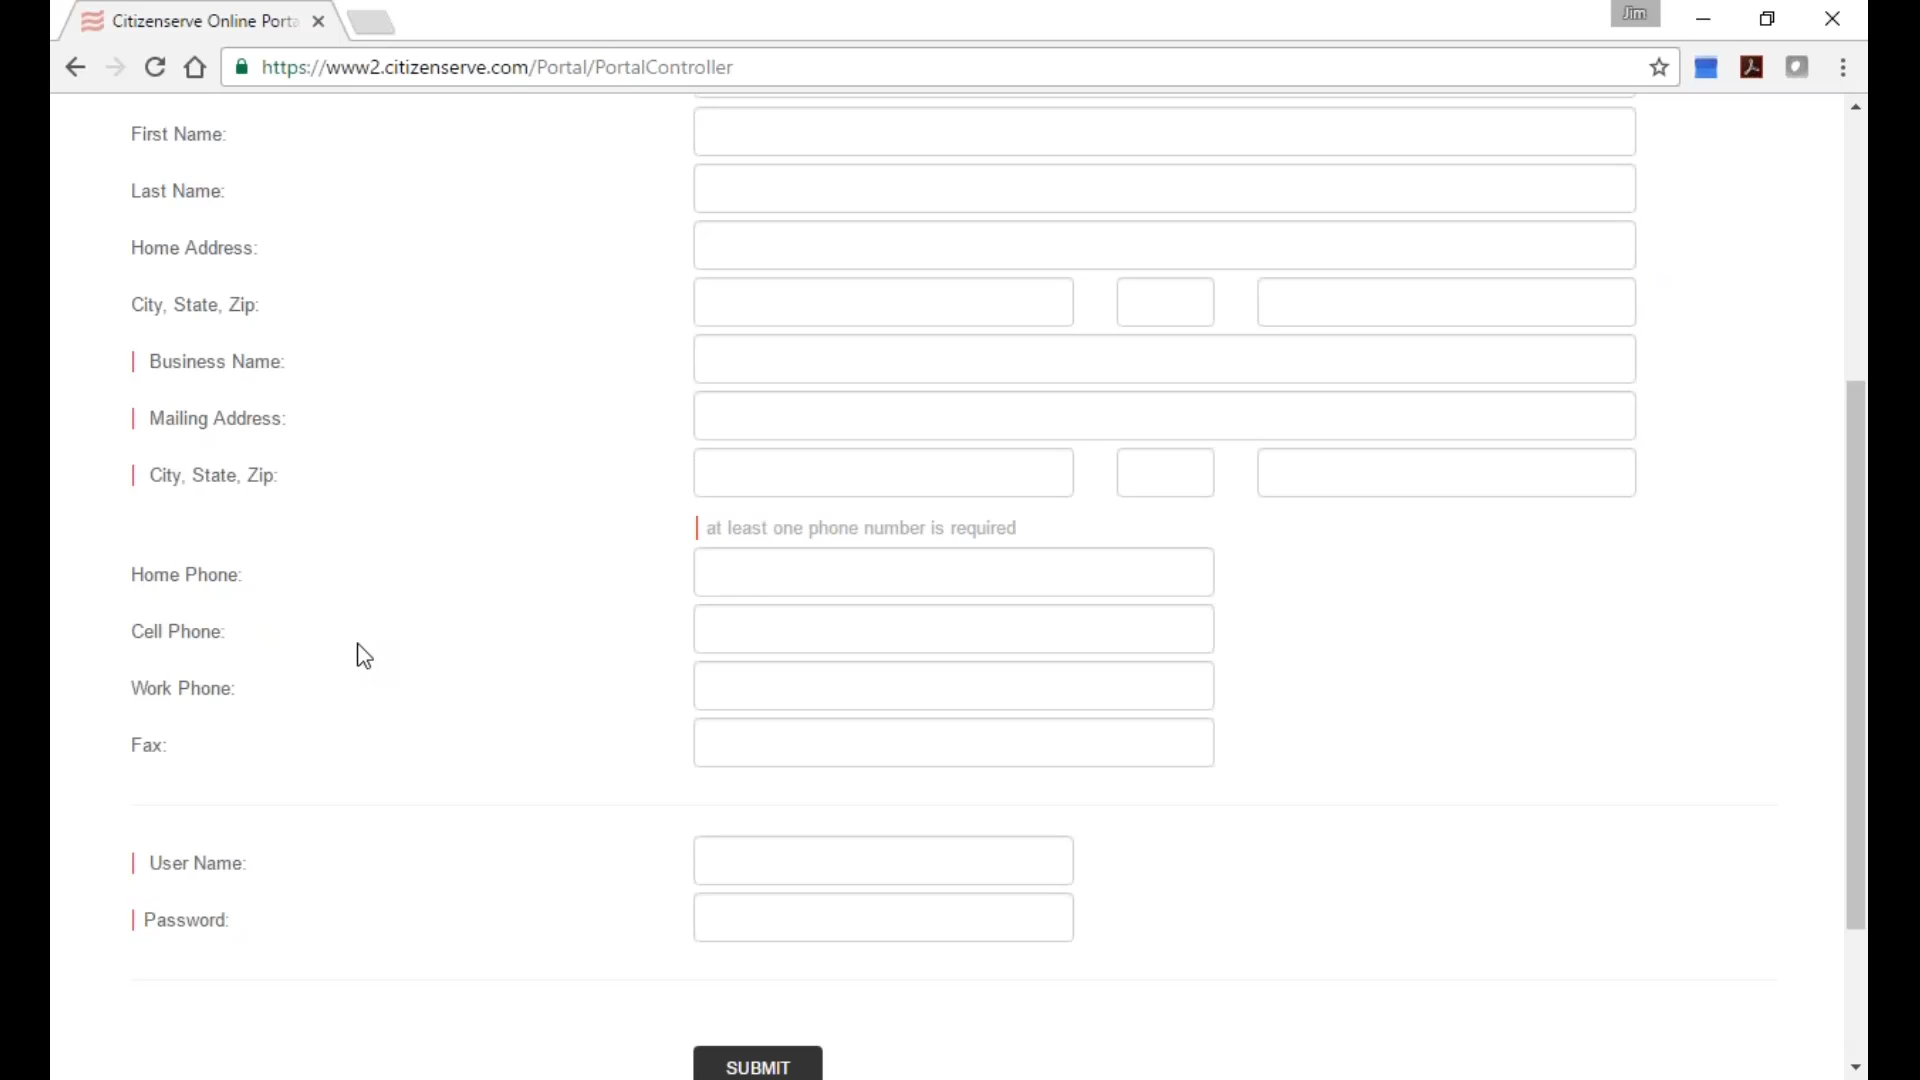 Citizenserve Online Porta
Jim
https://www2.citizenserve.com/Portal/PortalController
First Name:
Last Name:
Home Address:
City, State, Zip:
Business Name:
Mailing Address:
City, State, Zip:
at least one phone number is required
Home Phone:
Cell Phone:
Work Phone:
Fax:
User Name:
Password:
SUBMIT